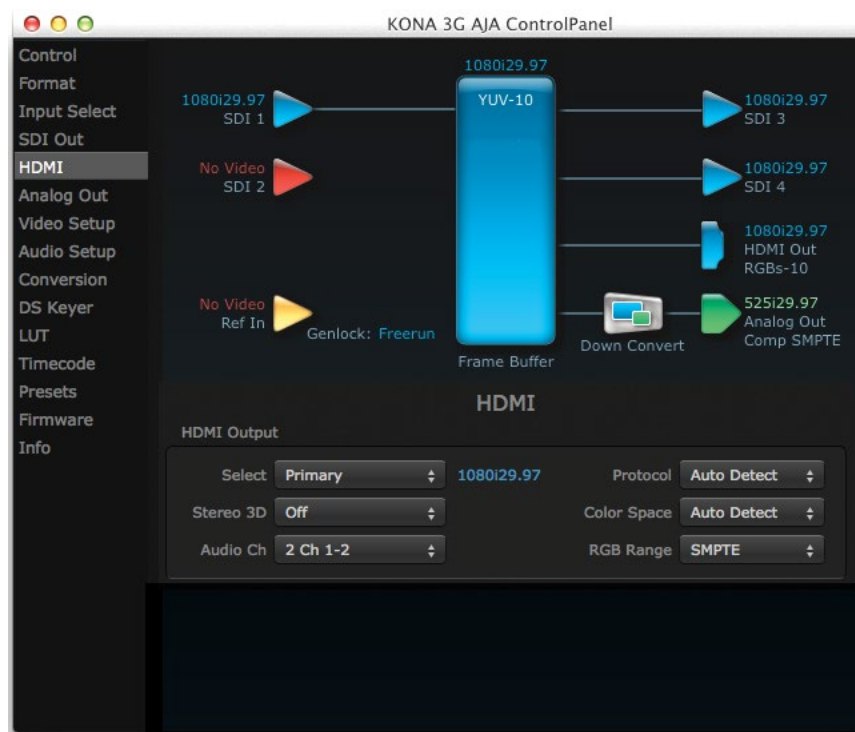 KONA 3G AJA ControlPanel
Control
Format
Input Select
SDI Out
HDMI
Analog Out
Video Setup
Audio Setup
Conversion
DS Keyer
LUT
Timecode
Presets
Firmware
Info
1080i29.97
YUV-10
Frame Buffer
1080i29.97
SDI 1
No Video
SDI 2
No Video
Ref In
Genlock: Freerun
1080i29.97
SDI 3
1080i29.97
SDI 4
1080i29.97
HDMI Out
RGBs-10
Down Convert
525i29.97
Analog Out
Comp SMPTE
HDMI
HDMI Output
Select Primary 1080i29.97 Protocol Auto Detect
Stereo 3D Off Color Space Auto Detect
Audio Ch 2 Ch 1-2 RGB Range SMPTE